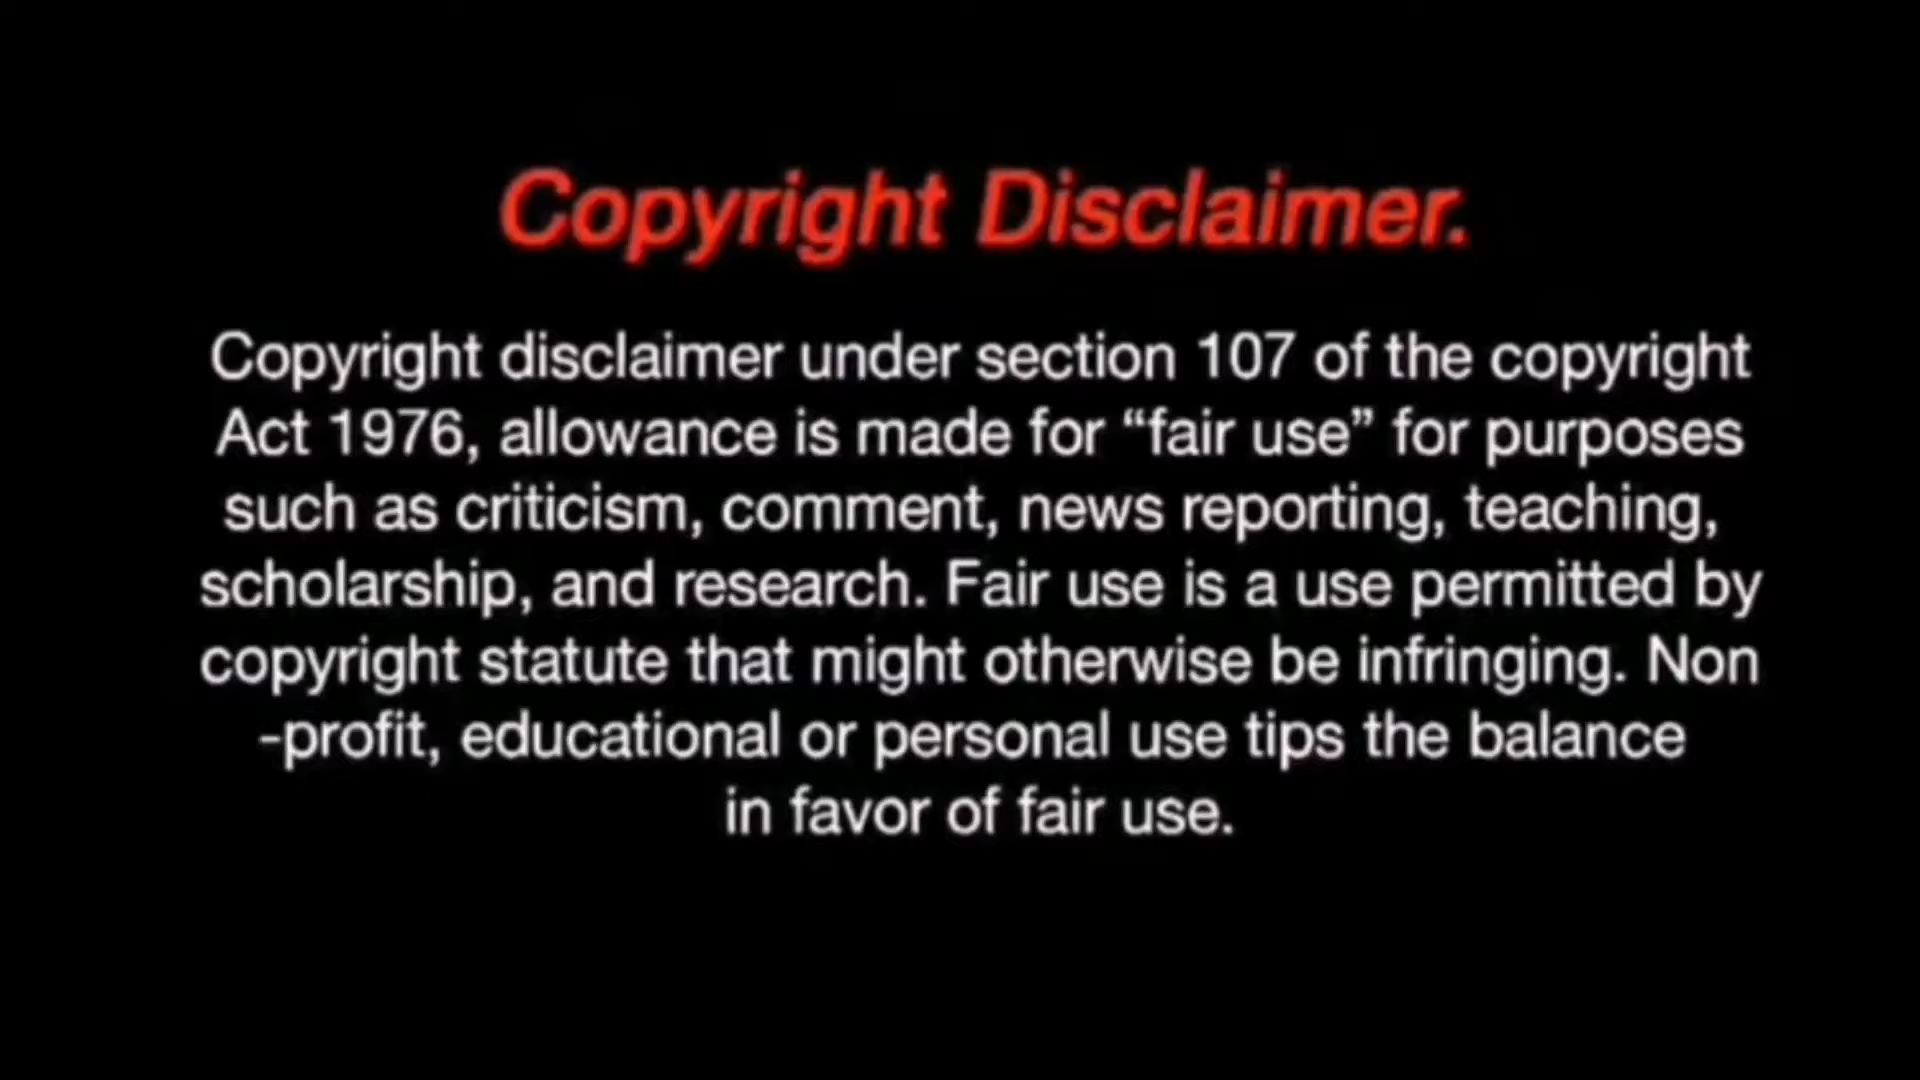 Copyright Disclaimer.
Copyright disclaimer under section 107 of the copyright
Act 1976, allowance is made for “fair use” for purposes
such as criticism, comment, news reporting, teaching,
scholarship, and research. Fair use is a use permitted by
copyright statute that might otherwise be infringing. Non
-profit, educational or personal use tips the balance
in favor of fair use.